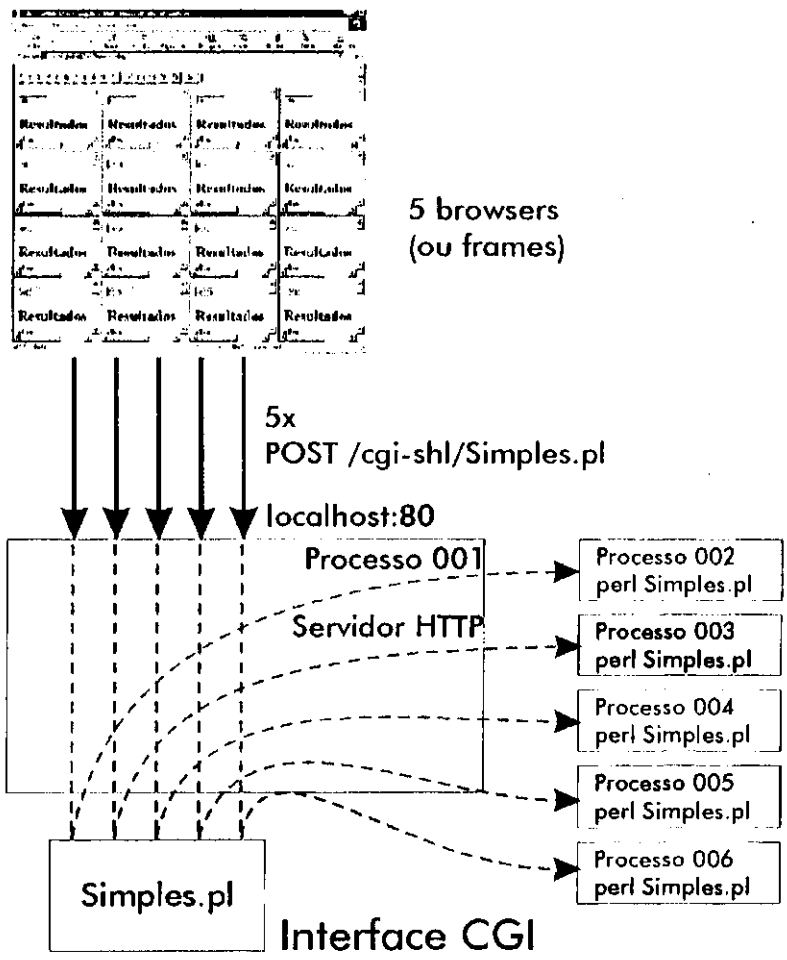 Resultados Resultados Resultados Resultados
Resultados Resultados Resultados Resultados
Resultados Resultados Resultados Resultados
Resultados Resultados Resultados Resultados
5 browsers
(ou frames)
5x
POST /cgi-shl/Simples.pl
localhost:80
Processo 001
Servidor HTTP
Processo 002
perl Simples.pl
Processo 003
perl Simples.pl
Processo 004
perl Simples.pl
Processo 005
perl Simples.pl
Processo 006
perl Simples.pl
Simples.pl
Interface CGI